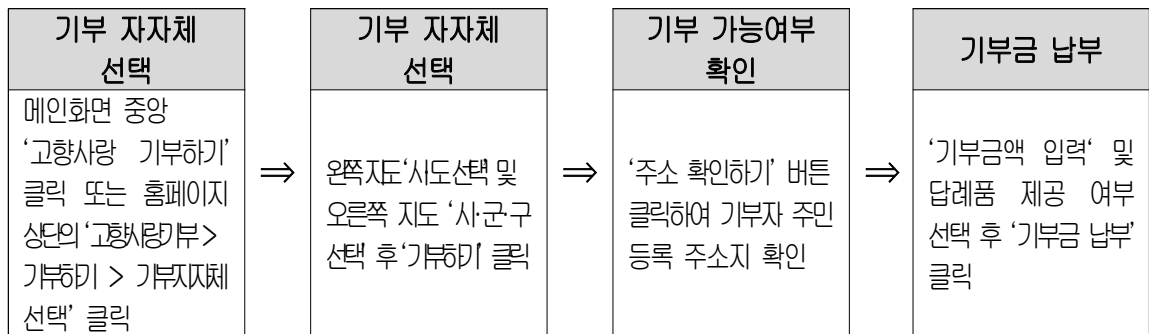 기부 자자체
선택
메인화면 중앙
‘고향사랑 기부하기’
클릭 또는 홈페이지
상단의 ‘고향사랑기부 >
기부하기 > 기부지자체
선택’ 클릭
⇒
기부 자자체
선택
왼쪽 지도 ‘시·도 선택’ 및
오른쪽 지도 ‘시·군·구
선택’ 후 ‘기부하기’ 클릭
⇒
기부 가능여부
확인
‘주소 확인하기’ 버튼
클릭하여 기부자 주민
등록 주소지 확인
⇒
기부금 납부
‘기부금액 입력‘ 및
답례품 제공 여부
선택 후 ‘기부금 납부’
클릭